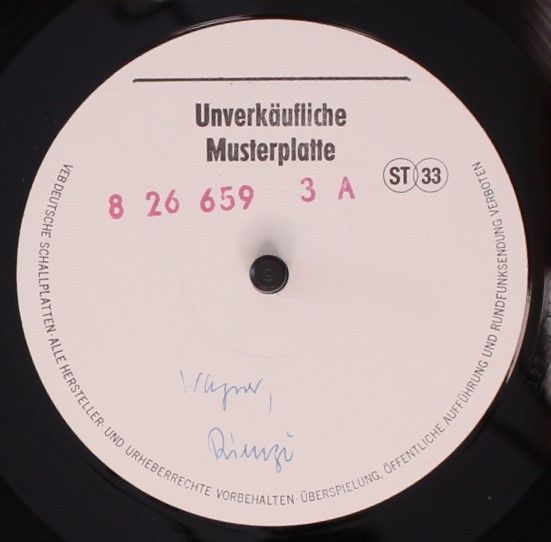 Unverkäufliche
Musterplatte
ST 33
8 26 659 3 A
Wagner,
Rienzi
VEB DEUTSCHE SCHALLPLATTEN · ALLE HERSTELLER- UND URHEBERRECHTE VORBEHALTEN · ÜBERSPIELUNG, ÖFFENTLICHE AUFFÜHRUNG UND RUNDFUNKSENDUNG VERBOTEN